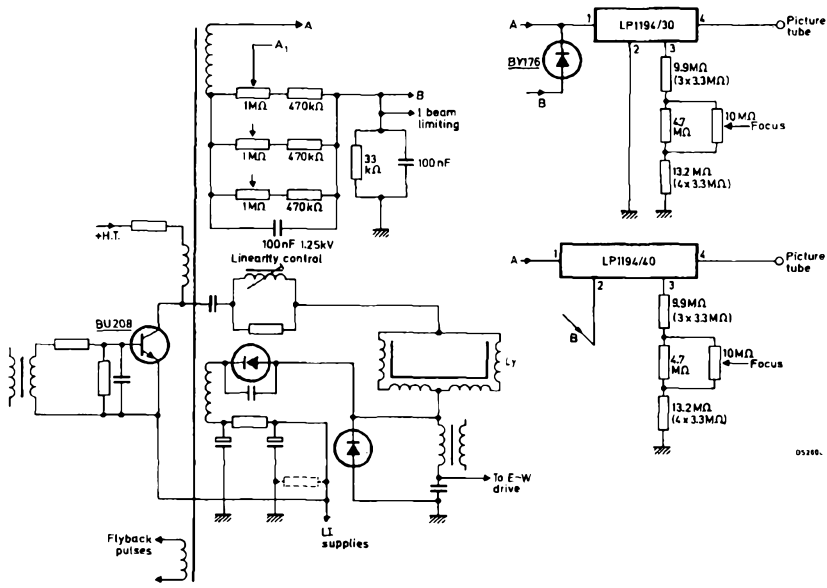 A
A1
1MΩ
470kΩ
B
I beam
limiting
1MΩ
470kΩ
33
kΩ
100nF
1MΩ
470kΩ
100nF 1.25kV
+H.T.
Linearity control
BU208
Ly
To E-W
drive
LT
supplies
Flyback
pulses
A
1
LP1194/30
4
Picture
tube
BY176
2
3
B
9.9MΩ
(3x3.3MΩ)
4.7
MΩ
10MΩ
Focus
13.2MΩ
(4x3.3MΩ)
A
1
LP1194/40
4
Picture
tube
2
3
B
9.9MΩ
(3x3.3MΩ)
4.7
MΩ
10MΩ
Focus
13.2MΩ
(4x3.3MΩ)